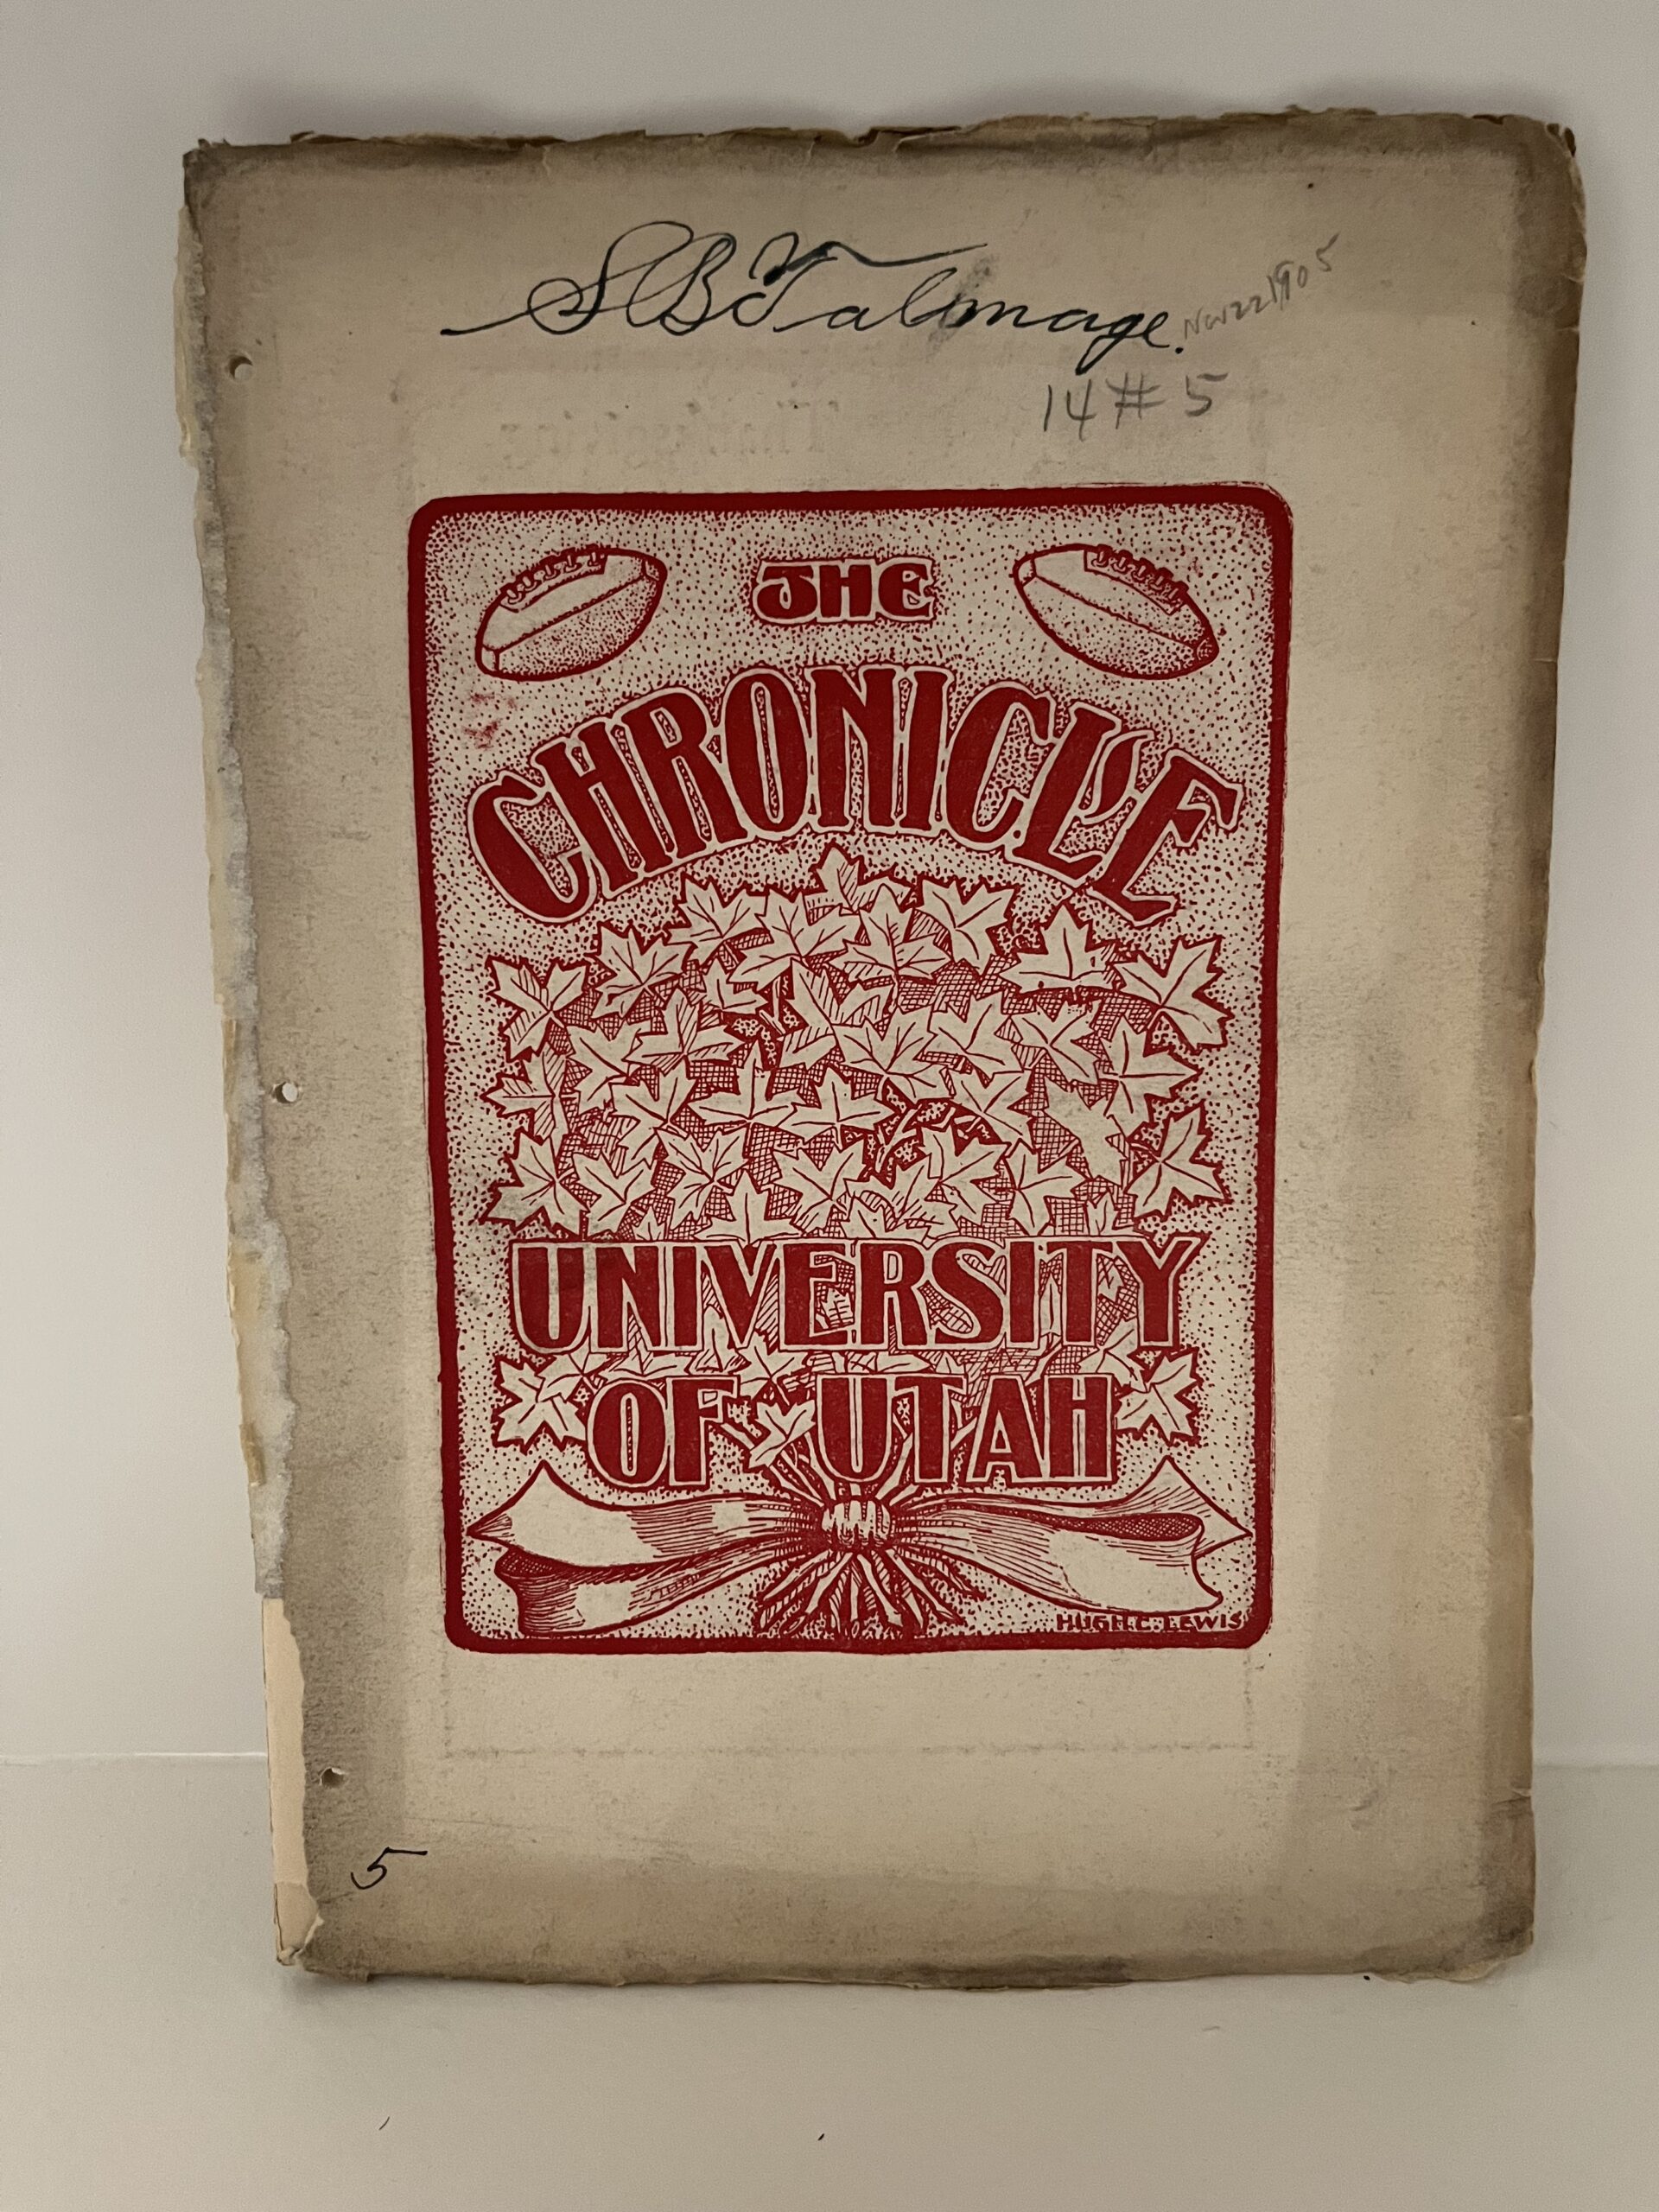 S B Talmage.
Nov 22 1905
14 # 5
THE
CHRONICLE
UNIVERSITY
OF UTAH
HUGH.C.LEWIS
5